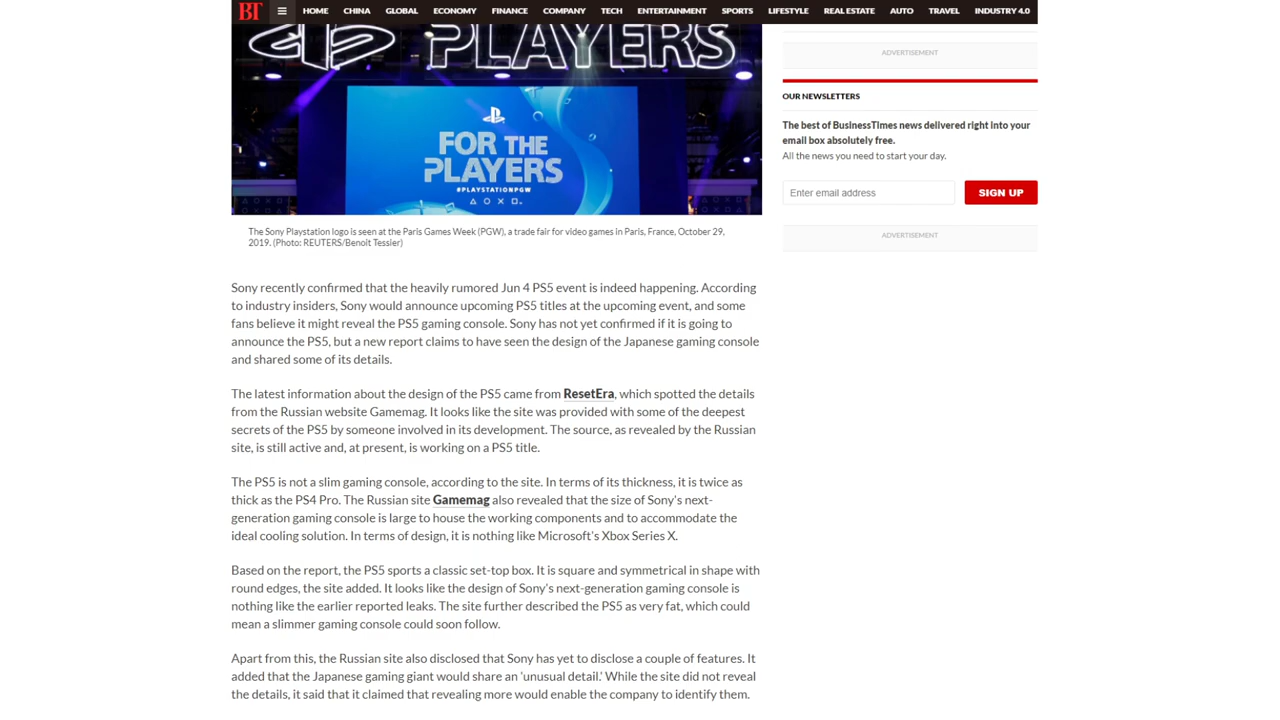 BT HOME CHINA GLOBAL ECONOMY FINANCE COMPANY TECH ENTERTAINMENT SPORTS LIFESTYLE REAL ESTATE AUTO TRAVEL INDUSTRY 4.0
PLAYERS
FOR THE
PLAYERS
#PLAYSTATIONPGW
The Sony Playstation logo is seen at the Paris Games Week (PGW), a trade fair for video games in Paris, France, October 29,
2019. (Photo: REUTERS/Benoit Tessier)
Sony recently confirmed that the heavily rumored Jun 4 PS5 event is indeed happening. According
to industry insiders, Sony would announce upcoming PS5 titles at the upcoming event, and some
fans believe it might reveal the PS5 gaming console. Sony has not yet confirmed if it is going to
announce the PS5, but a new report claims to have seen the design of the Japanese gaming console
and shared some of its details.
The latest information about the design of the PS5 came from ResetEra, which spotted the details
from the Russian website Gamemag. It looks like the site was provided with some of the deepest
secrets of the PS5 by someone involved in its development. The source, as revealed by the Russian
site, is still active and, at present, is working on a PS5 title.
The PS5 is not a slim gaming console, according to the site. In terms of its thickness, it is twice as
thick as the PS4 Pro. The Russian site Gamemag also revealed that the size of Sony's next-
generation gaming console is large to house the working components and to accommodate the
ideal cooling solution. In terms of design, it is nothing like Microsoft's Xbox Series X.
Based on the report, the PS5 sports a classic set-top box. It is square and symmetrical in shape with
round edges, the site added. It looks like the design of Sony's next-generation gaming console is
nothing like the earlier reported leaks. The site further described the PS5 as very fat, which could
mean a slimmer gaming console could soon follow.
Apart from this, the Russian site also disclosed that Sony has yet to disclose a couple of features. It
added that the Japanese gaming giant would share an 'unusual detail.' While the site did not reveal
the details, it said that it claimed that revealing more would enable the company to identify them.
ADVERTISEMENT
OUR NEWSLETTERS
The best of BusinessTimes news delivered right into your
email box absolutely free.
All the news you need to start your day.
Enter email address SIGN UP
ADVERTISEMENT